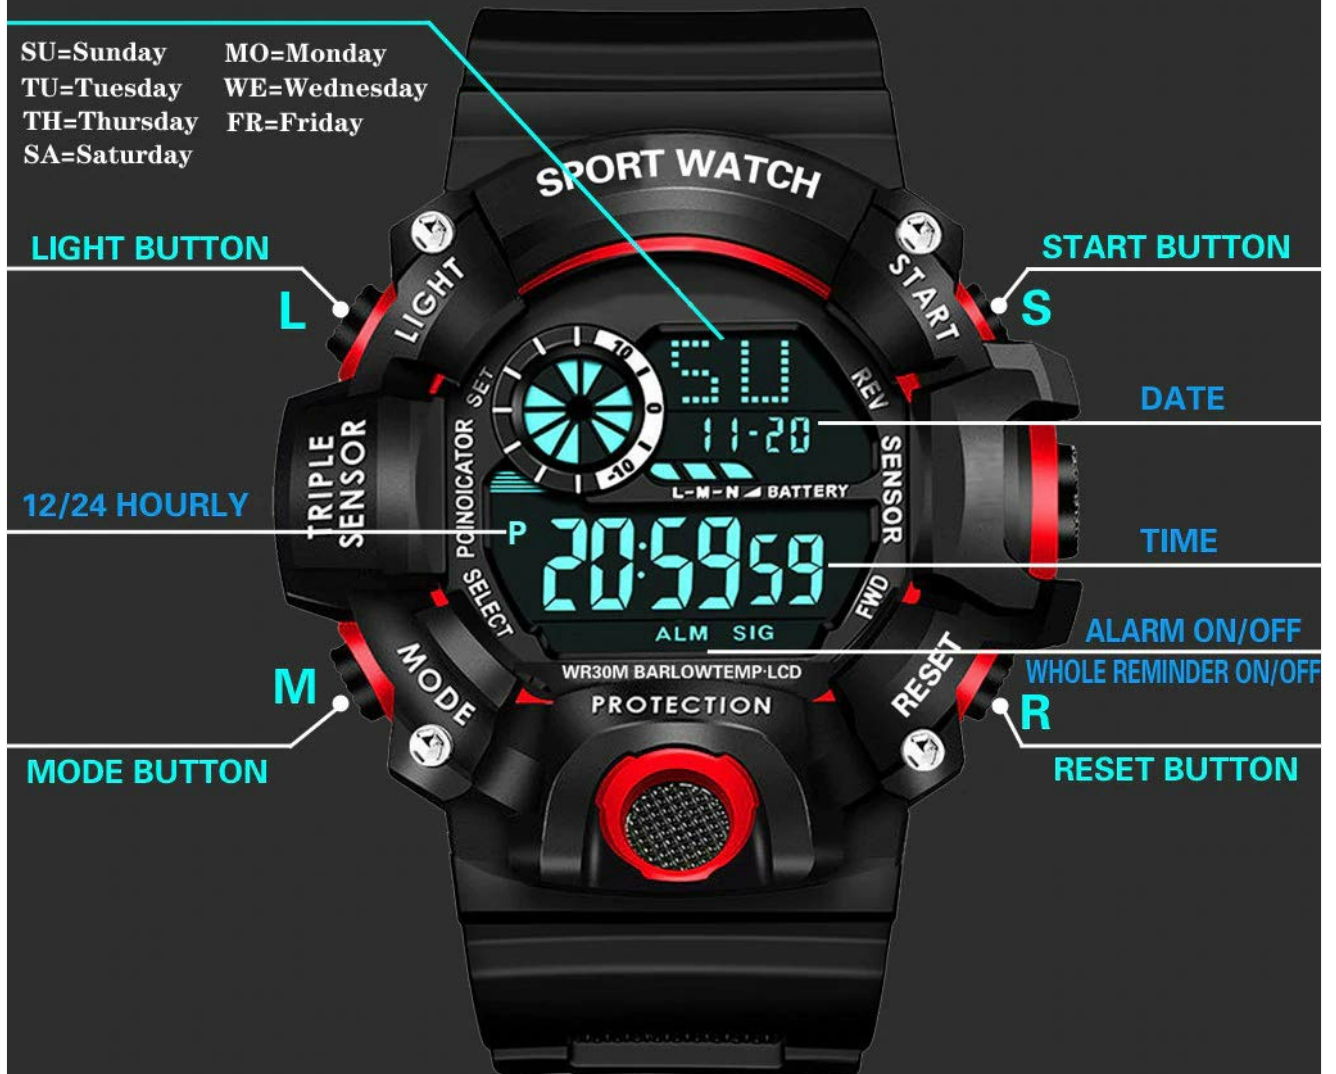 SU=Sunday MO=Monday
TU=Tuesday WE=Wednesday
TH=Thursday FR=Friday
SA=Saturday
SPORT WATCH
LIGHT BUTTON
START BUTTON
L
LIGHT
START
S
10
SU
SET
REV
DATE
0
11-20
-10
L-M-N BATTERY
TRIPLE
SENSOR
POINOICATOR
SENSOR
12/24 HOURLY
P
20:59 59
TIME
SELECT
FWD
ALM SIG
ALARM ON/OFF
WHOLE REMINDER ON/OFF
WR30M BARLOWTEMP·LCD
PROTECTION
M
MODE
RESET
R
MODE BUTTON
RESET BUTTON